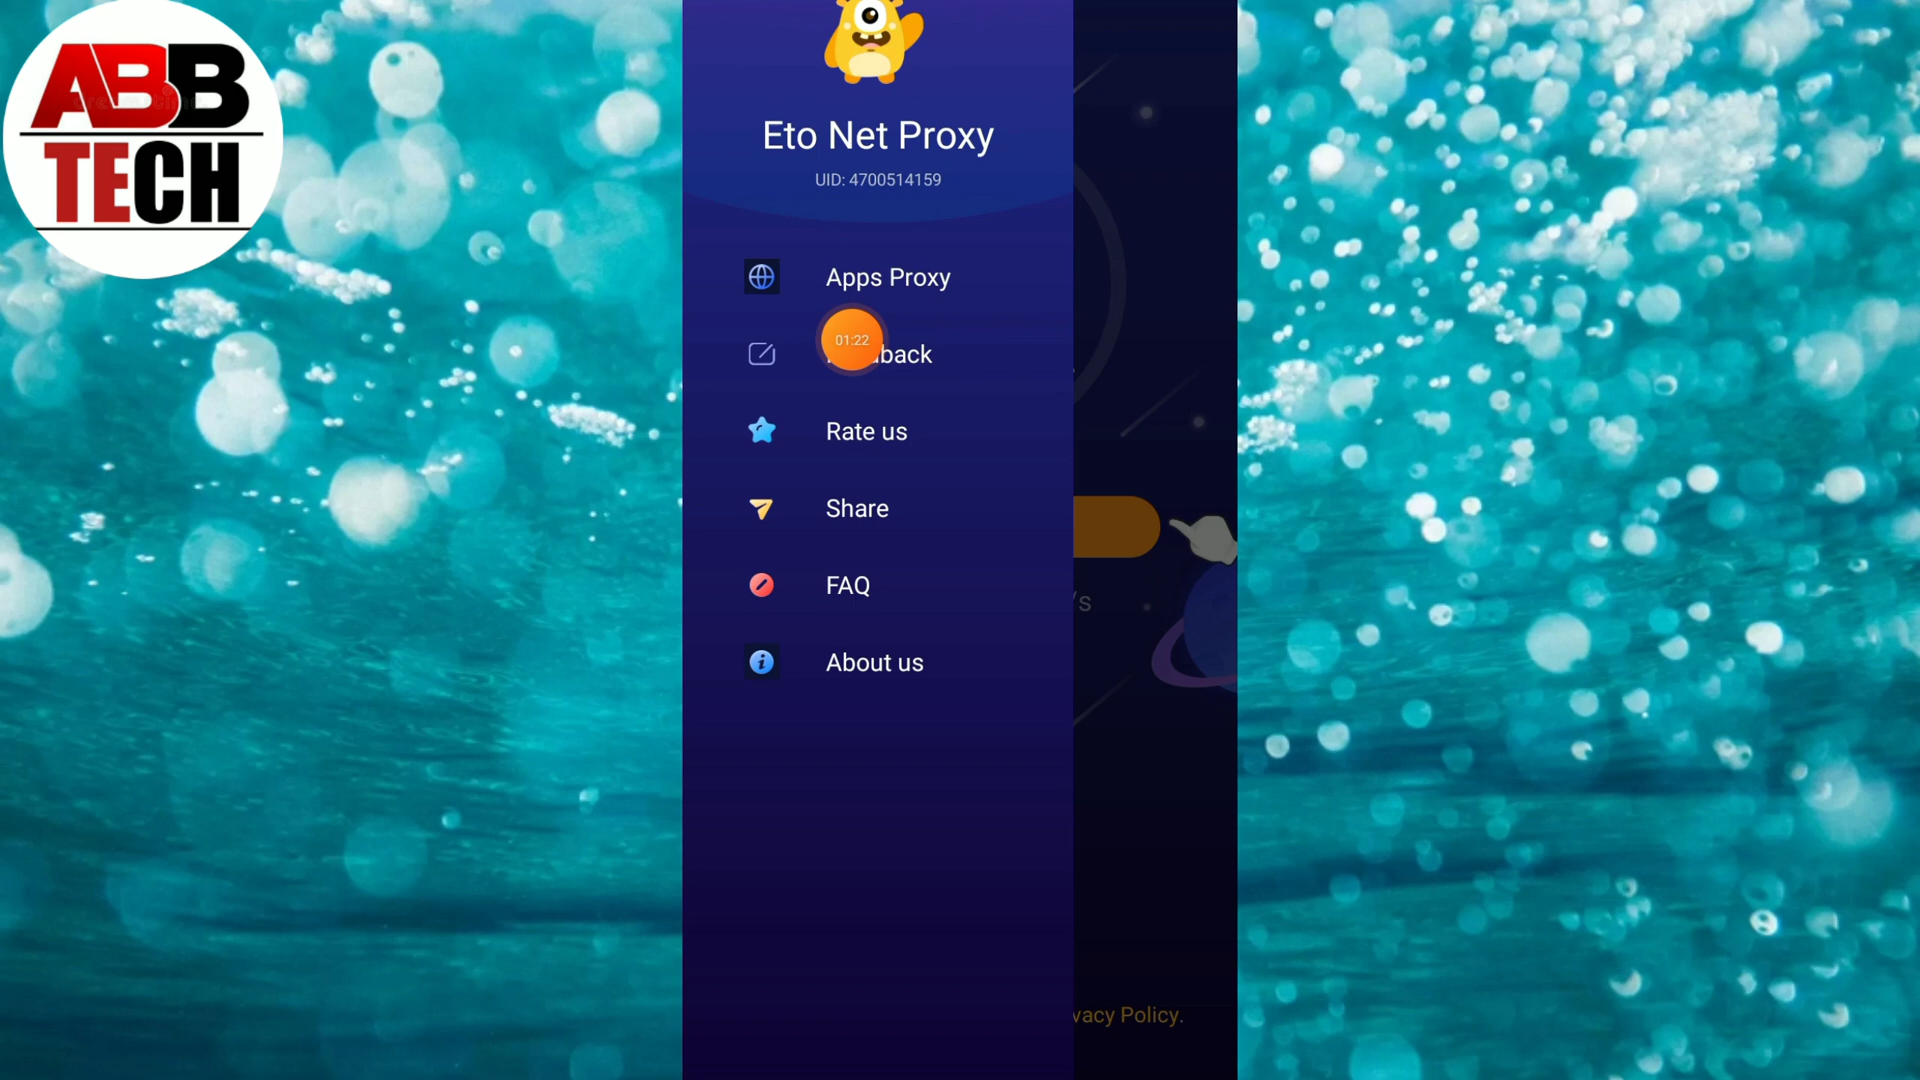 ABB
TECH
Eto Net Proxy
UID: 4700514159
Apps Proxy
01:22
back
Rate us
Share
FAQ
About us
/s
vacy Policy.